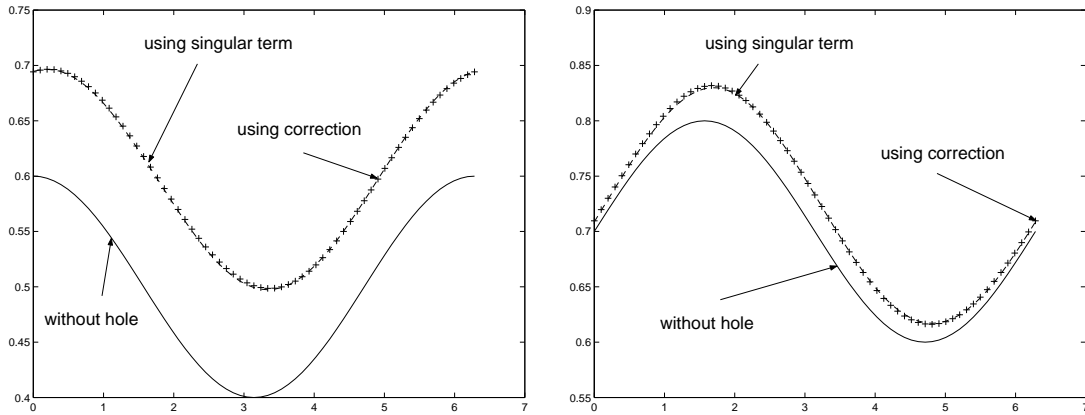 0.75
using singular term
0.7
0.65
using correction
0.6
0.55
0.5
without hole
0.45
0.4
0 1 2 3 4 5 6 7
0.9
using singular term
0.85
0.8
using correction
0.75
0.7
0.65
without hole
0.6
0.55
0 1 2 3 4 5 6 7